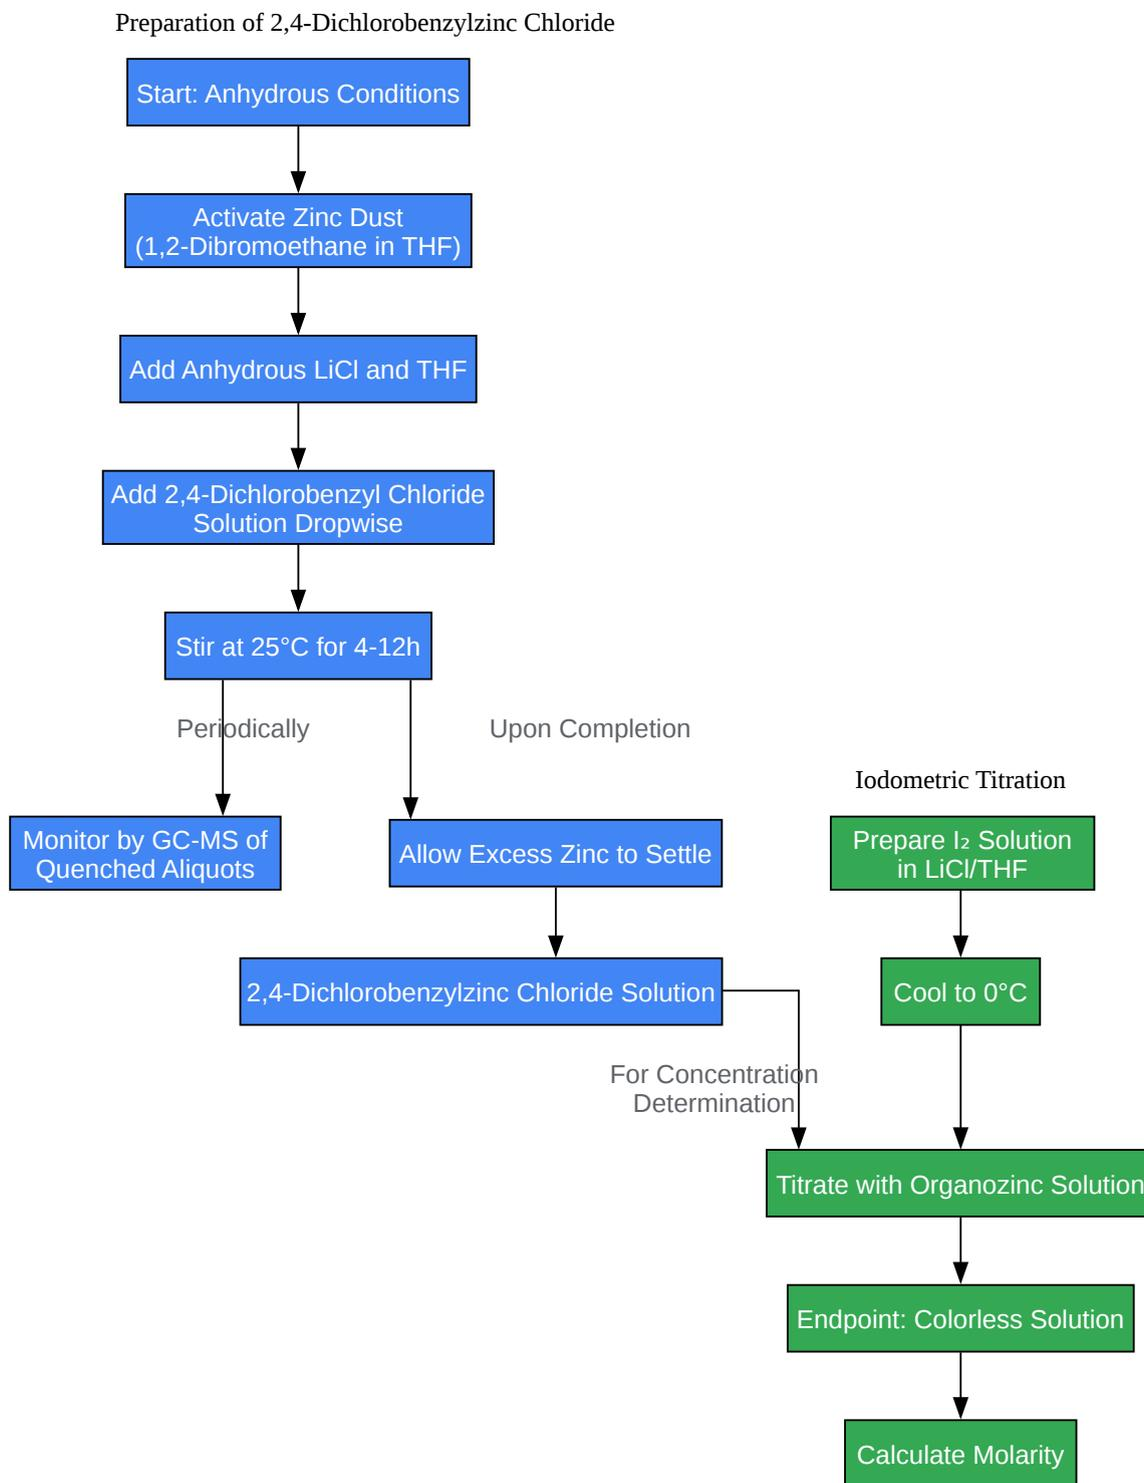 Preparation of 2,4-Dichlorobenzylzinc Chloride
Start: Anhydrous Conditions
Activate Zinc Dust
(1,2-Dibromoethane in THF)
Add Anhydrous LiCl and THF
Add 2,4-Dichlorobenzyl Chloride
Solution Dropwise
Stir at 25°C for 4-12h
Periodically
Upon Completion
Monitor by GC-MS of
Quenched Aliquots
Allow Excess Zinc to Settle
2,4-Dichlorobenzylzinc Chloride Solution
For Concentration
Determination
Iodometric Titration
Prepare I₂ Solution
in LiCl/THF
Cool to 0°C
Titrate with Organozinc Solution
Endpoint: Colorless Solution
Calculate Molarity